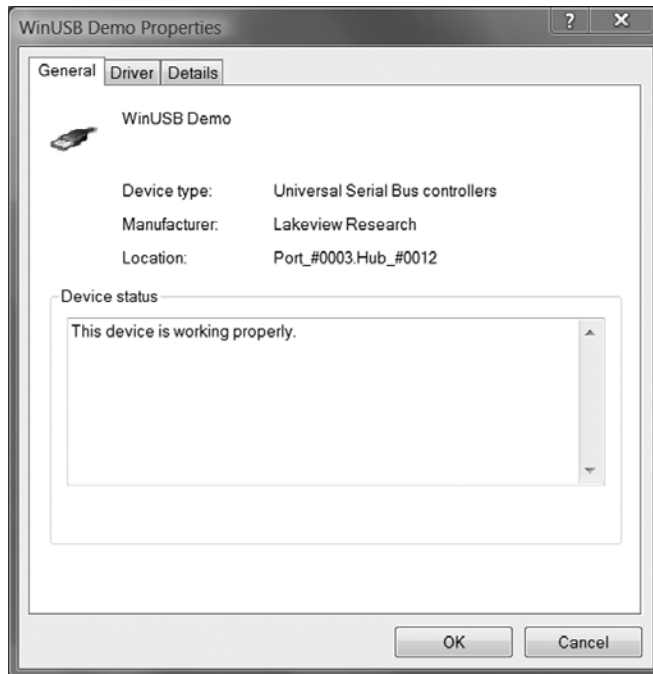 WinUSB Demo Properties
? X
General Driver Details
WinUSB Demo
Device type: Universal Serial Bus controllers
Manufacturer: Lakeview Research
Location: Port_#0003.Hub_#0012
Device status
This device is working properly.
OK Cancel